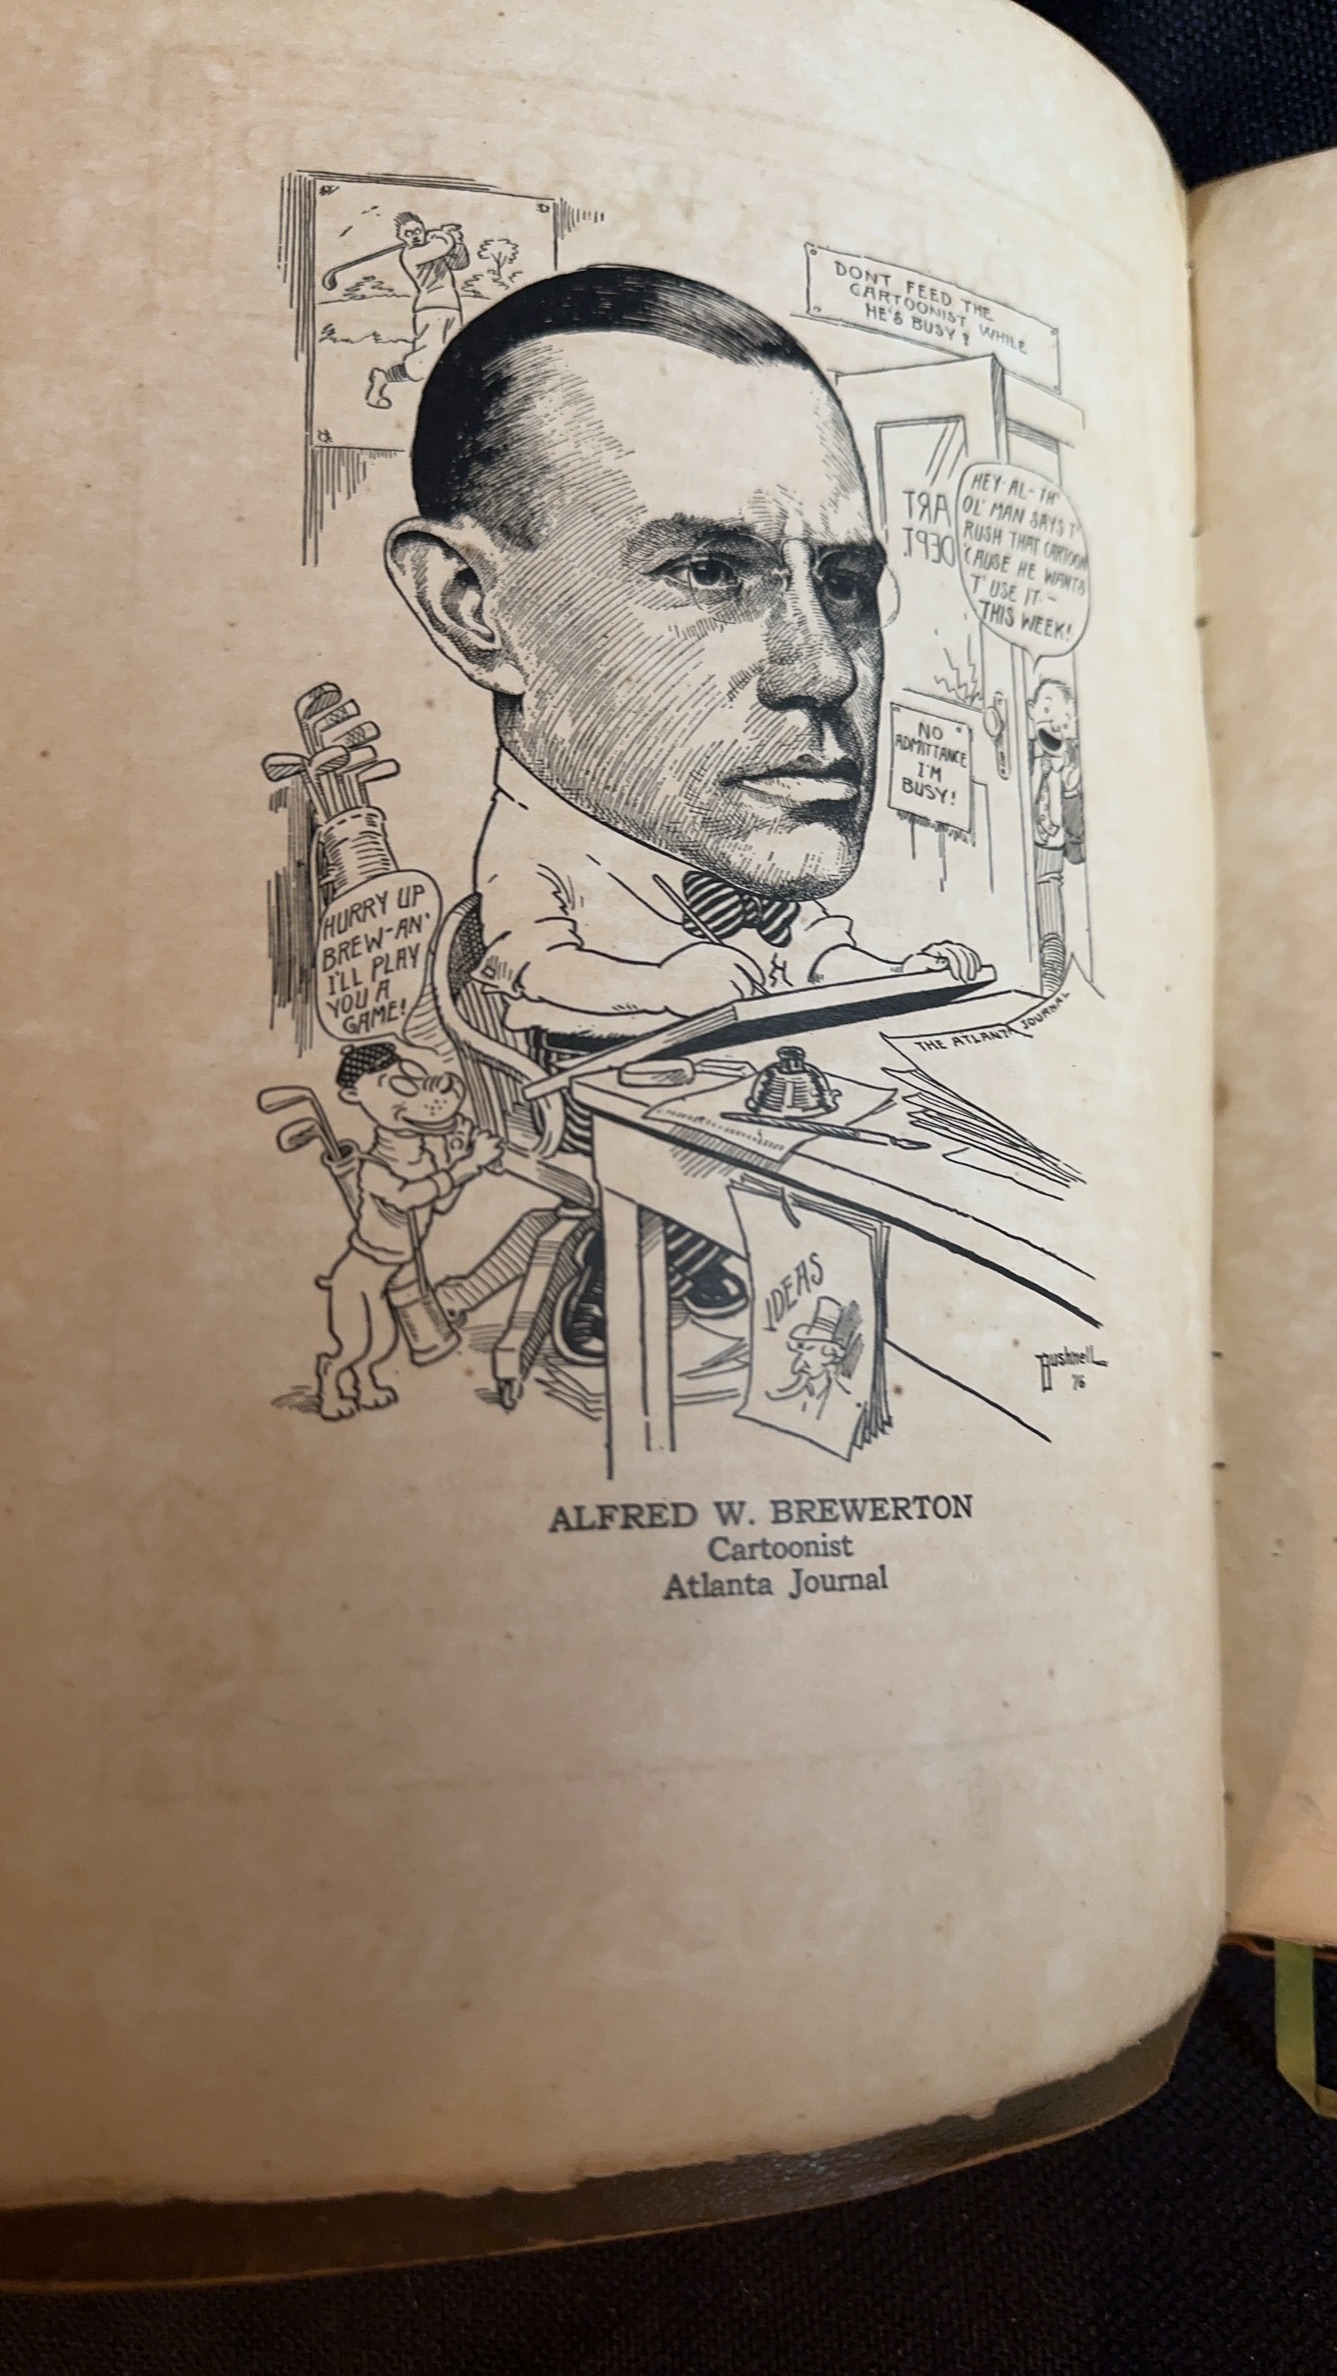 DONT FEED THE
CARTOONIST WHILE
HE'S BUSY?
ART
DEPT.
HEY-AL-TH'
OL' MAN SAYS T'
RUSH THAT CARTOON
'CAUSE HE WANTS
T' USE IT-
THIS WEEK!
NO
ADMITTANCE
I'M
BUSY!
HURRY UP
BREW-AN'
I'LL PLAY
YOU A
GAME!
THE ATLANTA JOURNAL
IDEAS
Bushnell
ALFRED W. BREWERTON
Cartoonist
Atlanta Journal